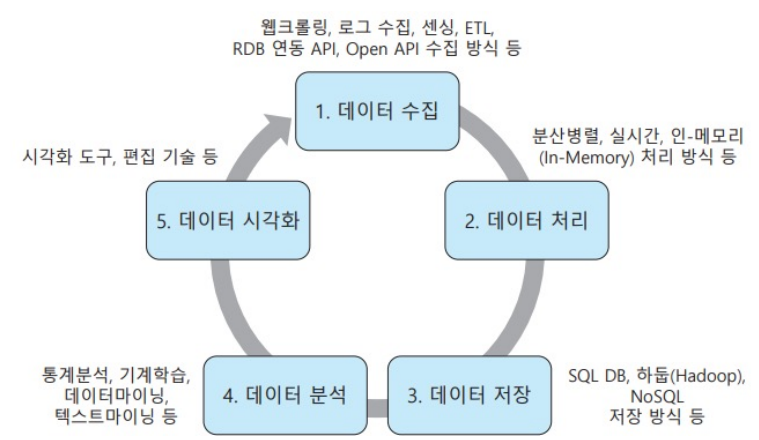 웹크롤링, 로그 수집, 센싱, ETL,
RDB 연동 API, Open API 수집 방식 등
1. 데이터 수집
분산병렬, 실시간, 인-메모리
(In-Memory) 처리 방식 등
2. 데이터 처리
3. 데이터 저장
SQL DB, 하둡(Hadoop),
NoSQL
저장 방식 등
4. 데이터 분석
통계분석, 기계학습,
데이터마이닝,
텍스트마이닝 등
5. 데이터 시각화
시각화 도구, 편집 기술 등